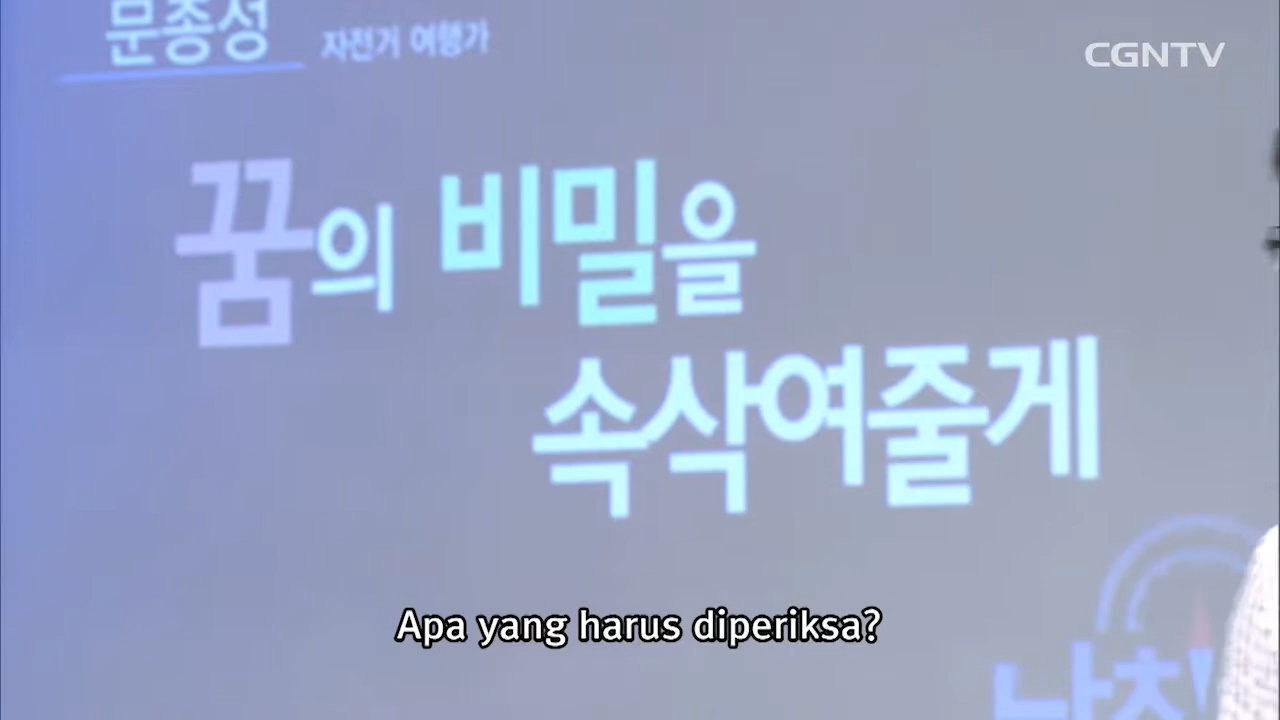 문종성 자전거 여행가
CGNTV
꿈의 비밀을
속삭여줄게
Apa yang harus diperiksa?